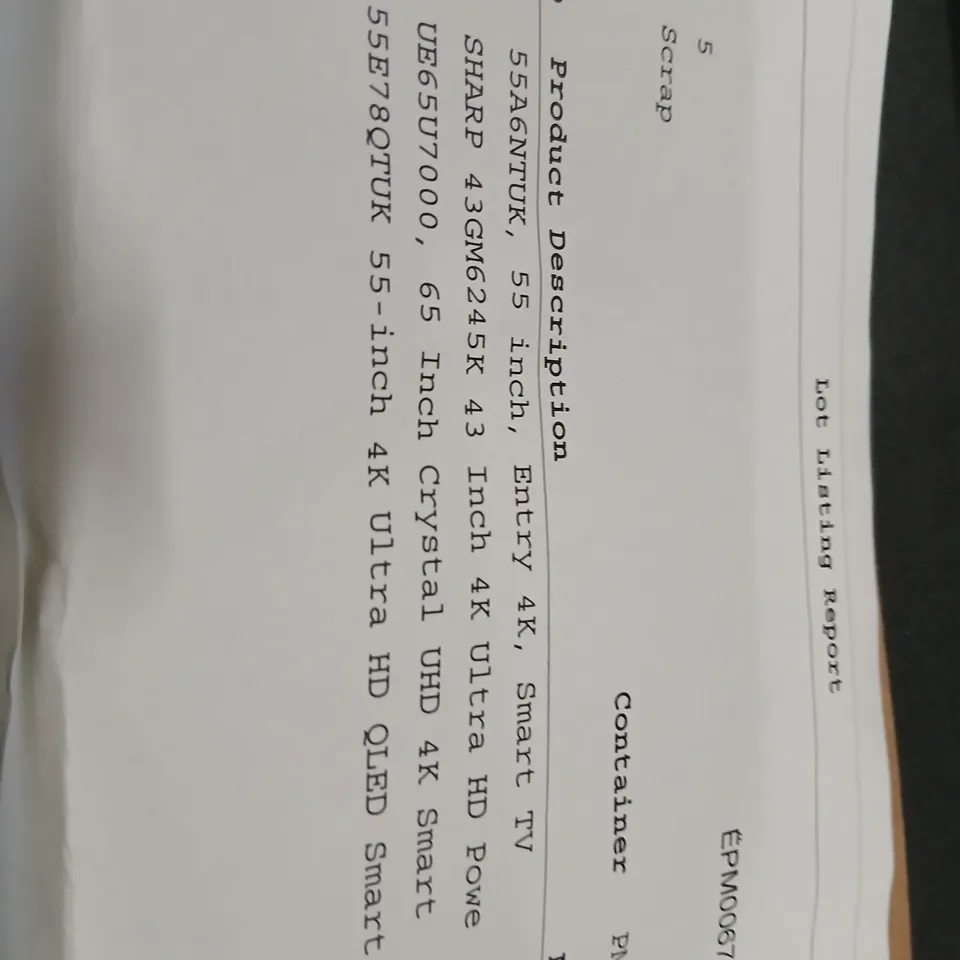 Lot Listing Report
EPM0067
5
Scrap
Container
Product Description
55A6NTUK, 55 inch, Entry 4K, Smart TV
SHARP 43GM6245K 43 Inch 4K Ultra HD Powe
UE65U7000, 65 Inch Crystal UHD 4K Smart
55E78QTUK 55-inch 4K Ultra HD QLED Smart